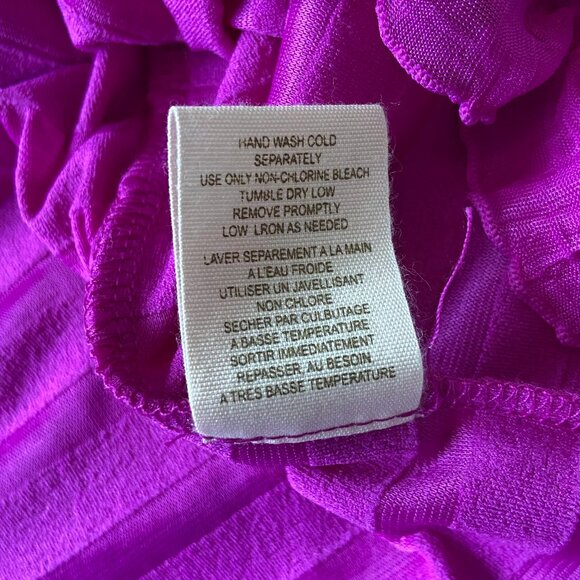 HAND WASH COLD
SEPARATELY
USE ONLY NON-CHLORINE BLEACH
TUMBLE DRY LOW
REMOVE PROMPTLY
LOW LRON AS NEEDED
LAVER SEPAREMENT A LA MAIN
A L'EAU FROIDE
UTILISER UN JAVELLISANT
NON CHLORE
SECHER PAR CULBUTAGE
A BASSE TEMPERATURE
SORTIR IMMEDIATEMENT
REPASSER, AU BESOIN
A TRES BASSE TEMPERATURE